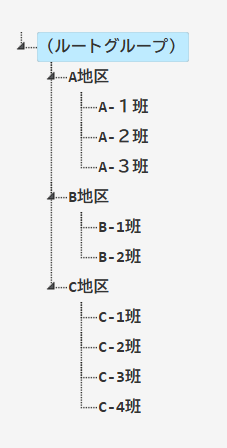 （ルートグループ）
A地区
A-１班
A-２班
A-３班
B地区
B-1班
B-2班
C地区
C-1班
C-2班
C-3班
C-4班